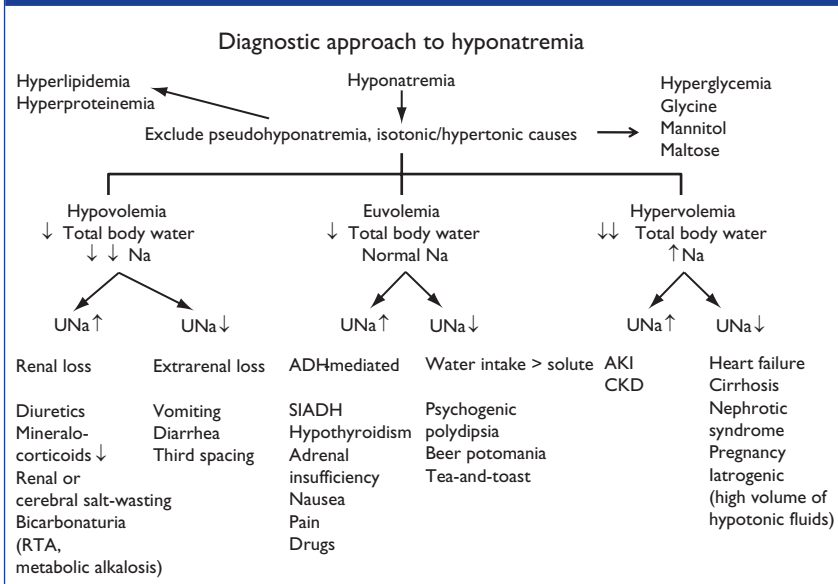 Diagnostic approach to hyponatremia
Hyperlipidemia
Hyperproteinemia
Hyponatremia
Hyperglycemia
Glycine
Mannitol
Maltose
Exclude pseudohyponatremia, isotonic/hypertonic causes
Hypovolemia
↓ Total body water
↓ ↓ Na
Euvolemia
↓ Total body water
Normal Na
Hypervolemia
↓↓ Total body water
↑Na
UNa↑
UNa↓
UNa↑
UNa↓
UNa↑
UNa↓
Renal loss
Diuretics
Mineralo-
corticoids ↓
Renal or
cerebral salt-wasting
Bicarbonaturia
(RTA,
metabolic alkalosis)
Extrarenal loss
Vomiting
Diarrhea
Third spacing
ADH-mediated
SIADH
Hypothyroidism
Adrenal
insufficiency
Nausea
Pain
Drugs
Water intake > solute
Psychogenic
polydipsia
Beer potomania
Tea-and-toast
AKI
CKD
Heart failure
Cirrhosis
Nephrotic
syndrome
Pregnancy
Iatrogenic
(high volume of
hypotonic fluids)